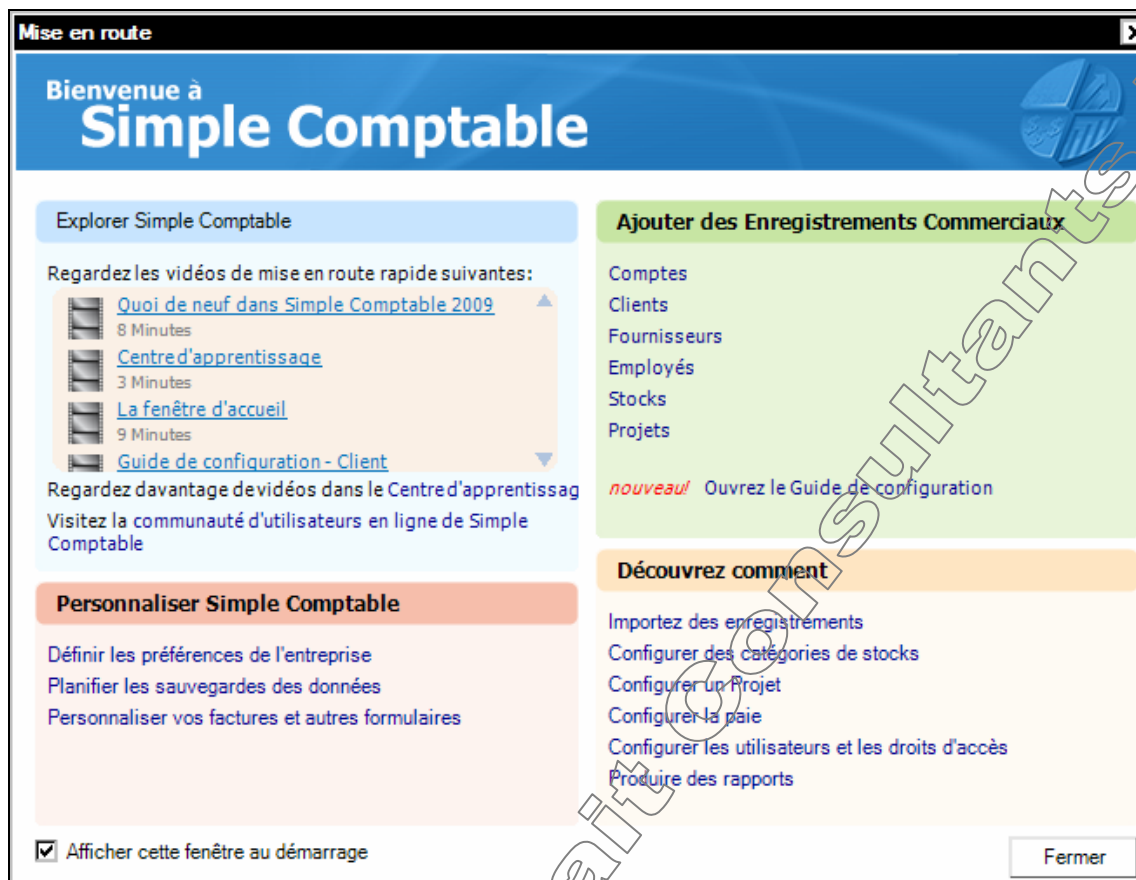 Mise en route
Bienvenue à
Simple Comptable
Explorer Simple Comptable
Regardez les vidéos de mise en route rapide suivantes:
Quoi de neuf dans Simple Comptable 2009
8 Minutes
Centre d'apprentissage
3 Minutes
La fenêtre d'accueil
9 Minutes
Guide de configuration - Client
Regardez davantage de vidéos dans le Centre d'apprentissag
Visitez la communauté d'utilisateurs en ligne de Simple
Comptable
Personnaliser Simple Comptable
Définir les préférences de l'entreprise
Planifier les sauvegardes des données
Personnaliser vos factures et autres formulaires
Afficher cette fenêtre au démarrage
Ajouter des Enregistrements Commerciaux
Comptes
Clients
Fournisseurs
Employés
Stocks
Projets
nouveau! Ouvrez le Guide de configuration
Découvrez comment
Importez des enregistrements
Configurer des catégories de stocks
Configurer un Projet
Configurer la paie
Configurer les utilisateurs et les droits d'accès
Produire des rapports
Fermer
ait Consultants